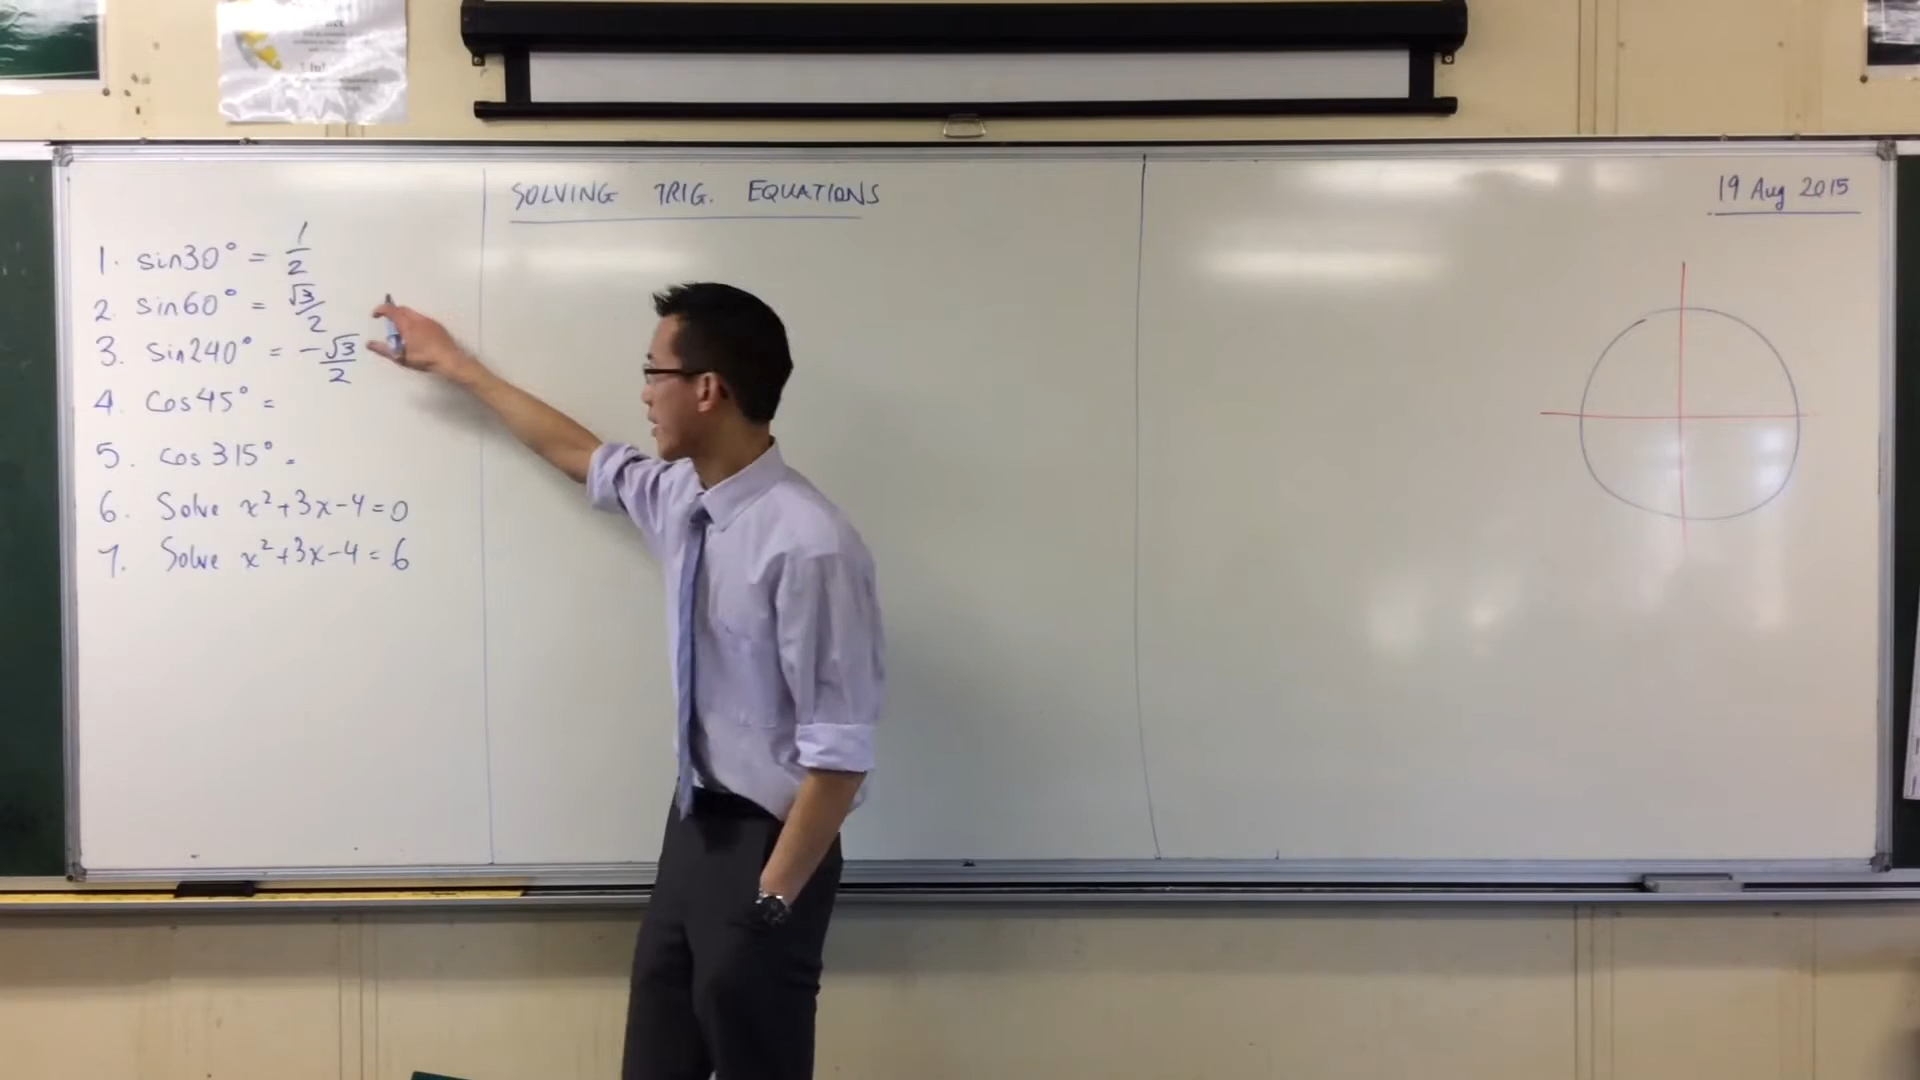 SOLVING TRIG. EQUATIONS
19 Aug 2015
1. sin30° = 1/2
2. sin60° = √3/2
3. sin240° = -√3/2
4. cos45° =
5. cos315° =
6. Solve x²+3x-4=0
7. Solve x²+3x-4=6